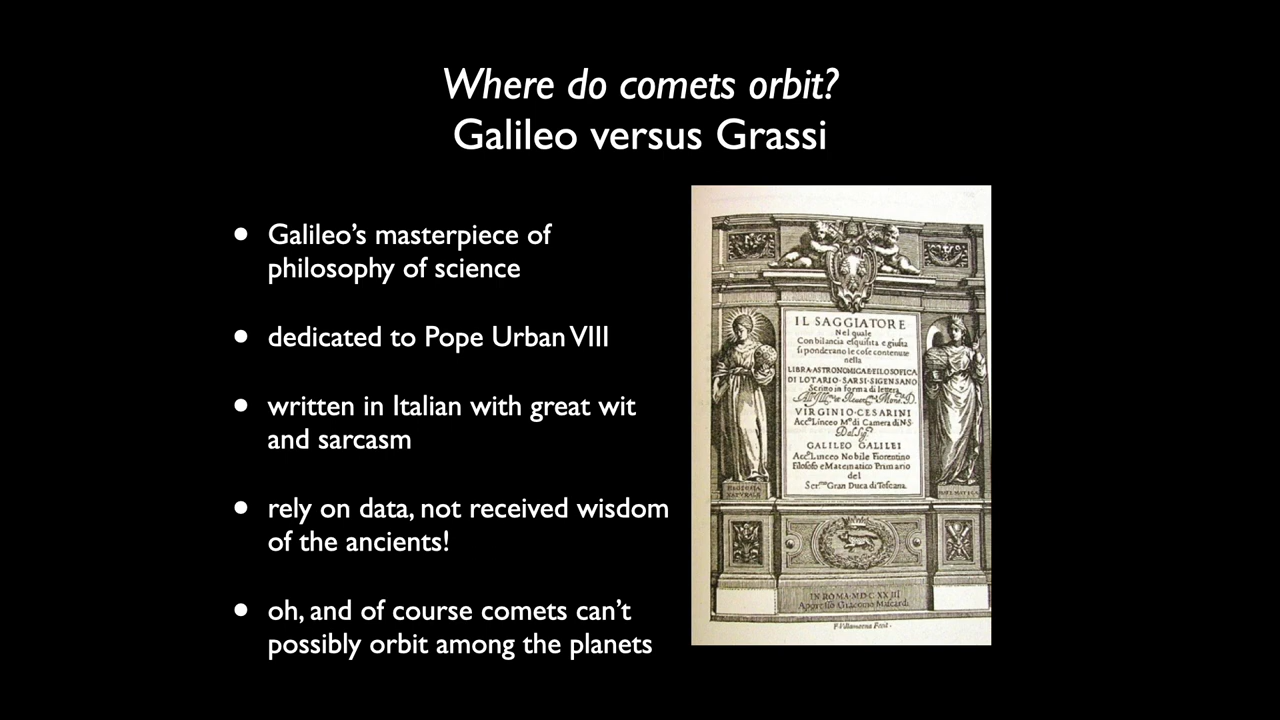 Where do comets orbit?
Galileo versus Grassi
• Galileo’s masterpiece of
philosophy of science
• dedicated to Pope Urban VIII
• written in Italian with great wit
and sarcasm
• rely on data, not received wisdom
of the ancients!
• oh, and of course comets can’t
possibly orbit among the planets
IL SAGGIATORE
Nel quale
Con bilancia esquisita e giusta
si ponderano le cose contenute
nella
LIBRA ASTRONOMICA E FILOSOFICA
DI LOTARIO SARSI SIGENSANO
Scritto in forma di lettera
VIRGINIO CESARINI
Acc.º Linceo Mº di Camera di N.S.
Dal Sig.
GALILEO GALILEI
Acc.º Linceo Nobile Fiorentino
Filosofo e Matematico Primario
del
Ser.mo Gran Duca di Toscana.
IN ROMA MDCXXIII
Appresso Giacomo Mascardi
F. Villamoena Fecit.